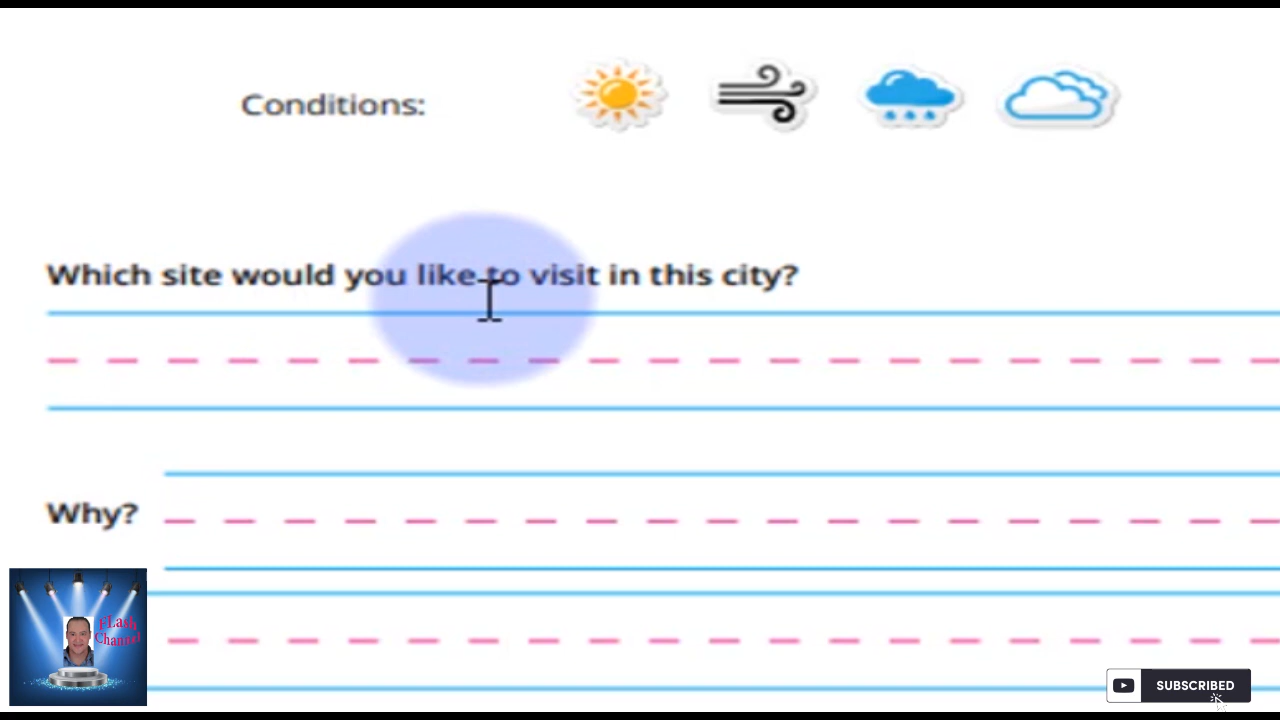 Conditions:
Which site would you like to visit in this city?
Why?
FLash
Channel
SUBSCRIBED